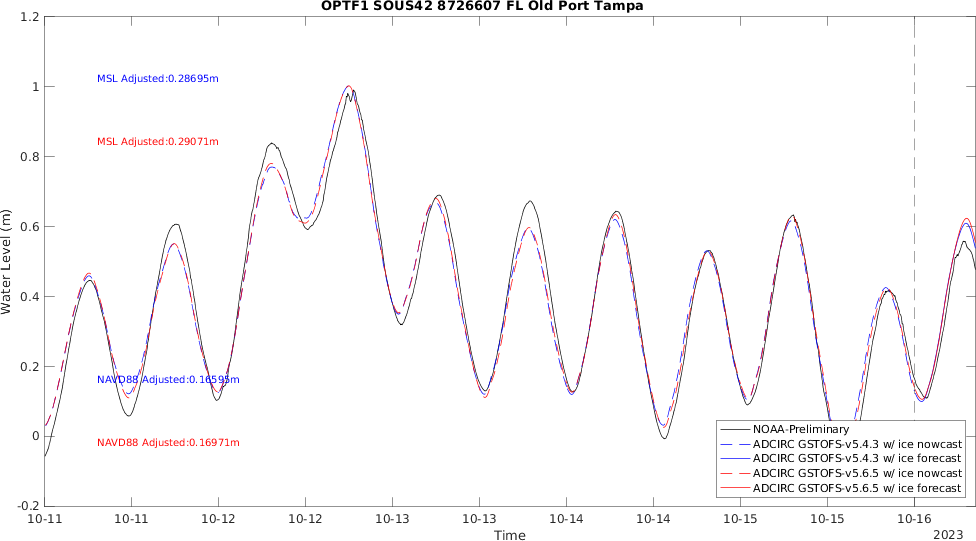 OPTF1 SOUS42 8726607 FL Old Port Tampa
1.2
1
0.8
0.6
0.4
0.2
0
-0.2
Water Level (m)
MSL Adjusted:0.28695m
MSL Adjusted:0.29071m
NAVD88 Adjusted:0.16595m
NAVD88 Adjusted:0.16971m
NOAA-Preliminary
ADCIRC GSTOFS-v5.4.3 w/ ice nowcast
ADCIRC GSTOFS-v5.4.3 w/ ice forecast
ADCIRC GSTOFS-v5.6.5 w/ ice nowcast
ADCIRC GSTOFS-v5.6.5 w/ ice forecast
10-11 10-11 10-12 10-12 10-13 10-13 10-14 10-14 10-15 10-15 10-16
Time
2023